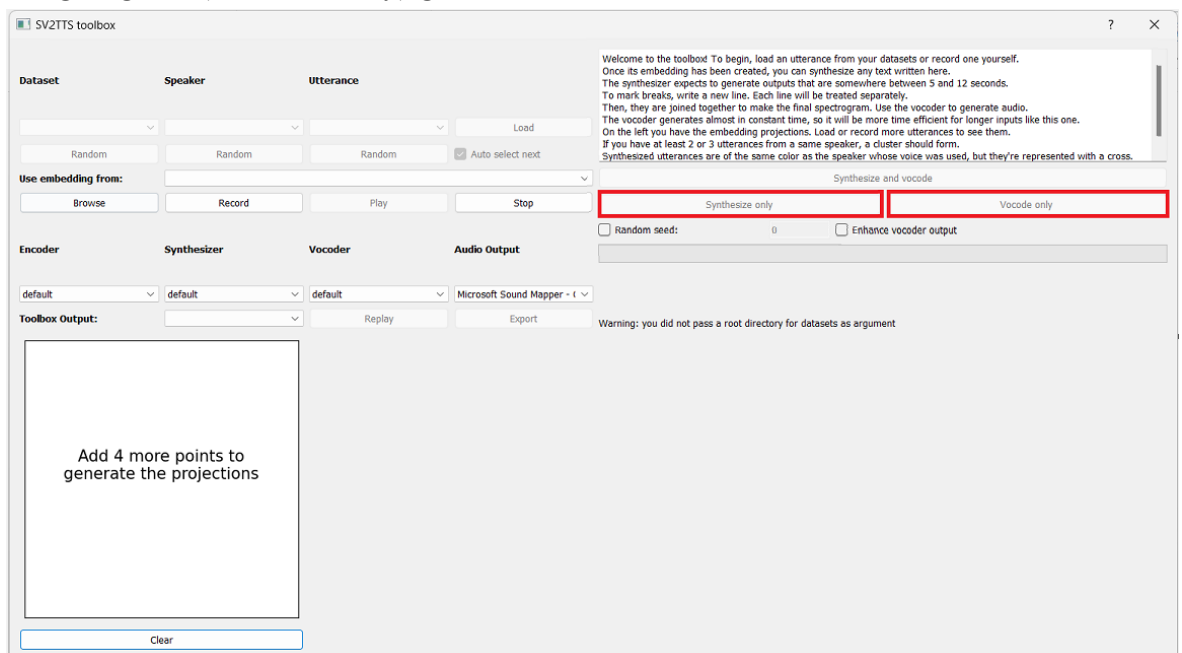 SV2TTS toolbox
? ×
Dataset Speaker Utterance
Load
Random Random Random Auto select next
Use embedding from:
Browse Record Play Stop
Encoder Synthesizer Vocoder Audio Output
default default default Microsoft Sound Mapper - (
Toolbox Output: Replay Export
Add 4 more points to
generate the projections
Clear
Welcome to the toolbox! To begin, load an utterance from your datasets or record one yourself.
Once its embedding has been created, you can synthesize any text written here.
The synthesizer expects to generate outputs that are somewhere between 5 and 12 seconds.
To mark breaks, write a new line. Each line will be treated separately.
Then, they are joined together to make the final spectrogram. Use the vocoder to generate audio.
The vocoder generates almost in constant time, so it will be more time efficient for longer inputs like this one.
On the left you have the embedding projections. Load or record more utterances to see them.
If you have at least 2 or 3 utterances from a same speaker, a cluster should form.
Synthesized utterances are of the same color as the speaker whose voice was used, but they're represented with a cross.
Synthesize and vocode
Synthesize only Vocode only
Random seed: 0 Enhance vocoder output
Warning: you did not pass a root directory for datasets as argument